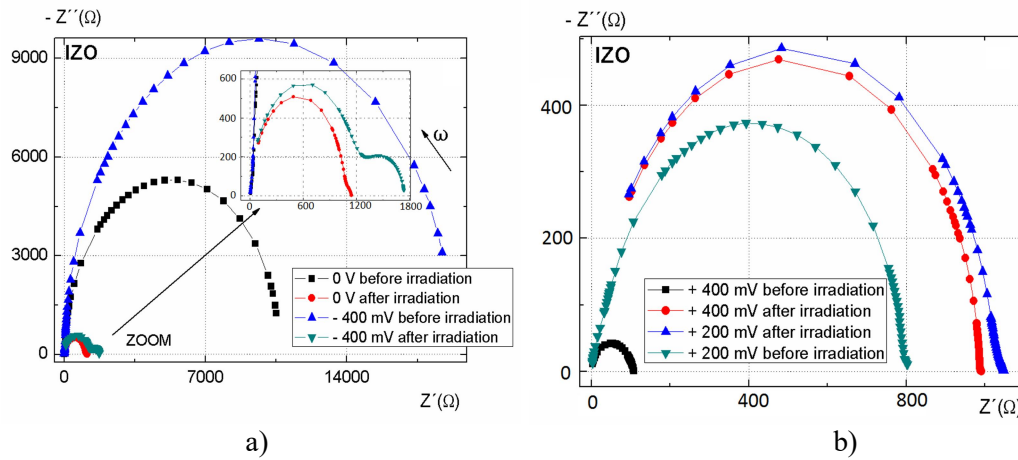 - Z´´(Ω)
IZO
9000
6000
3000
0
0
7000
14000
Z´(Ω)
600
400
200
0
0
600
1200
1800
ω
ZOOM
0 V before irradiation
0 V after irradiation
- 400 mV before irradiation
- 400 mV after irradiation
a)
- Z´´(Ω)
IZO
400
200
0
0
400
800
Z´(Ω)
+ 400 mV before irradiation
+ 400 mV after irradiation
+ 200 mV after irradiation
+ 200 mV before irradiation
b)